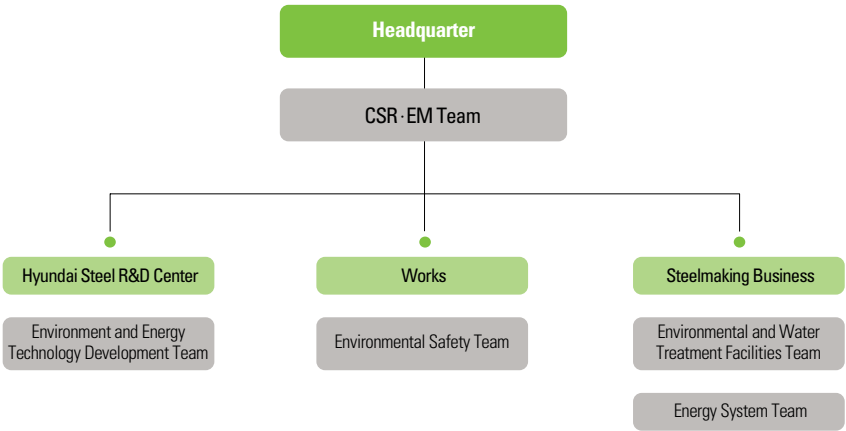 Headquarter
CSR·EM Team
Hyundai Steel R&D Center
Works
Steelmaking Business
Environment and Energy
Technology Development Team
Environmental Safety Team
Environmental and Water
Treatment Facilities Team
Energy System Team